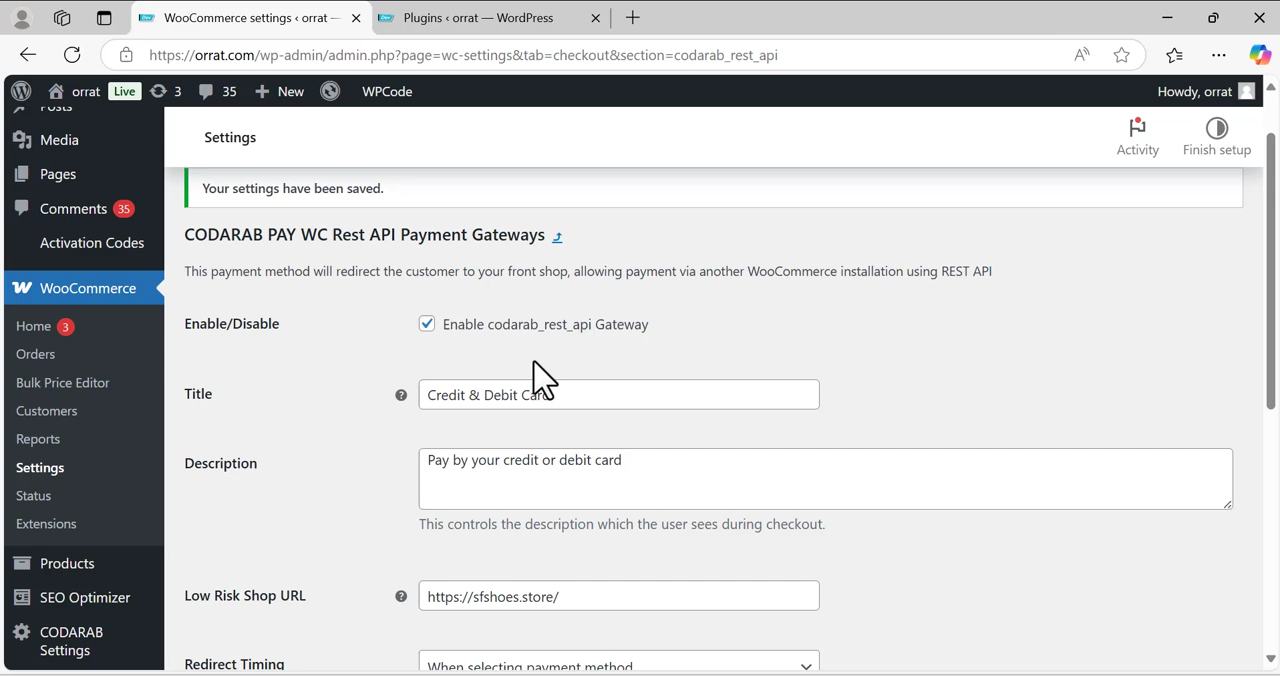 WooCommerce settings ‹ orrat —
Plugins ‹ orrat — WordPress
https://orrat.com/wp-admin/admin.php?page=wc-settings&tab=checkout&section=codarab_rest_api
orrat Live 3 35 New WPCode Howdy, orrat
Posts
Media
Pages
Comments 35
Activation Codes
WooCommerce
Home 3
Orders
Bulk Price Editor
Customers
Reports
Settings
Status
Extensions
Products
SEO Optimizer
CODARAB
Settings
Settings
Activity
Finish setup
Your settings have been saved.
CODARAB PAY WC Rest API Payment Gateways
This payment method will redirect the customer to your front shop, allowing payment via another WooCommerce installation using REST API
Enable/Disable
Enable codarab_rest_api Gateway
Title
Credit & Debit Card
Description
Pay by your credit or debit card
This controls the description which the user sees during checkout.
Low Risk Shop URL
https://sfshoes.store/
Redirect Timing
When selecting payment method